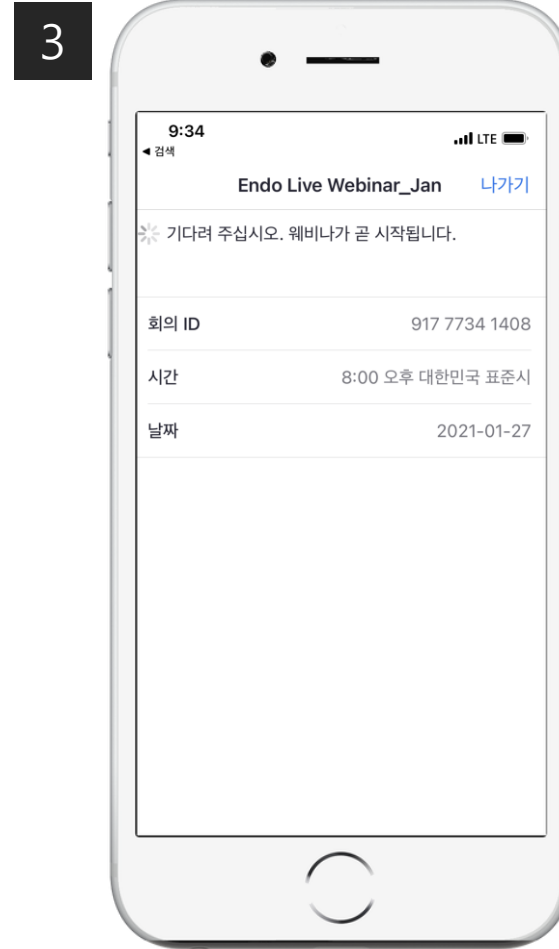 3
9:34
LTE
◀ 검색
Endo Live Webinar_Jan 나가기
기다려 주십시오. 웨비나가 곧 시작됩니다.
회의 ID 917 7734 1408
시간 8:00 오후 대한민국 표준시
날짜 2021-01-27